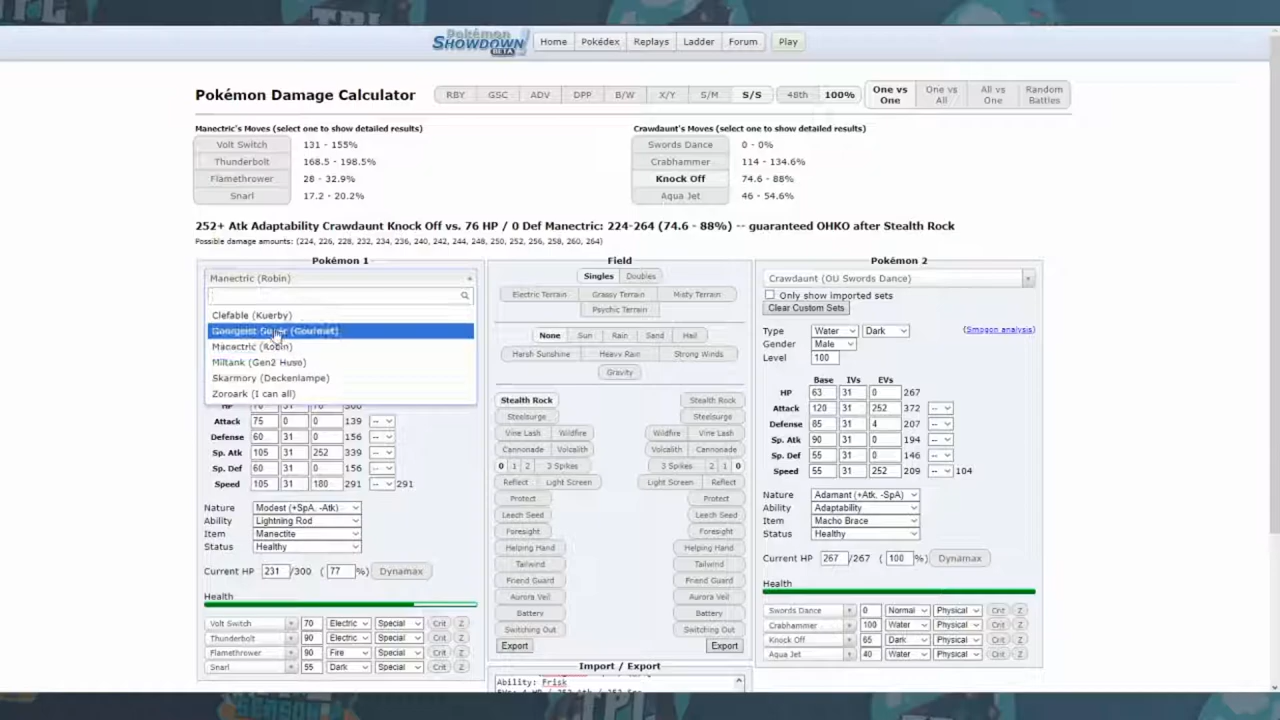 Pokémon
SHOWDOWN
BETA
Home Pokédex Replays Ladder Forum Play
Pokémon Damage Calculator RBY GSC ADV DPP B/W X/Y S/M S/S 48th 100% One vs One One vs All All vs One Random Battles
Manectric's Moves (select one to show detailed results)
Volt Switch 131 - 155%
Thunderbolt 168.5 - 198.5%
Flamethrower 28 - 32.9%
Snarl 17.2 - 20.2%
Crawdaunt's Moves (select one to show detailed results)
Swords Dance 0 - 0%
Crabhammer 114 - 134.6%
Knock Off 74.6 - 88%
Aqua Jet 46 - 54.6%
252+ Atk Adaptability Crawdaunt Knock Off vs. 76 HP / 0 Def Manectric: 224-264 (74.6 - 88%) -- guaranteed OHKO after Stealth Rock
Possible damage amounts: (224, 226, 228, 232, 234, 236, 240, 242, 244, 248, 250, 252, 256, 258, 260, 264)
Pokémon 1
Manectric (Robin)
Clefable (Kuerby)
(Gourmet)
Manectric (Robin)
Miltank (Gen2 Huso)
Skarmory (Deckenlampe)
Zoroark (I can all)
HP 70 31 76 300
Attack 75 0 0 139 --
Defense 60 31 0 156 --
Sp. Atk 105 31 252 339 --
Sp. Def 60 31 0 156 --
Speed 105 31 180 291 -- 291
Nature Modest (+SpA, -Atk)
Ability Lightning Rod
Item Manectite
Status Healthy
Current HP 231 /300 ( 77 %) Dynamax
Health
Volt Switch 70 Electric Special Crit Z
Thunderbolt 90 Electric Special Crit Z
Flamethrower 90 Fire Special Crit Z
Snarl 55 Dark Special Crit Z
Field
Singles Doubles
Electric Terrain Grassy Terrain Misty Terrain
Psychic Terrain
None Sun Rain Sand Hail
Harsh Sunshine Heavy Rain Strong Winds
Gravity
Stealth Rock Stealth Rock
Steelsurge Steelsurge
Vine Lash Wildfire Wildfire Vine Lash
Cannonade Volcalith Volcalith Cannonade
0 1 2 3 Spikes 3 Spikes 2 1 0
Reflect Light Screen Light Screen Reflect
Protect Protect
Leech Seed Leech Seed
Foresight Foresight
Helping Hand Helping Hand
Tailwind Tailwind
Friend Guard Friend Guard
Aurora Veil Aurora Veil
Battery Battery
Switching Out Switching Out
Export Export
Import / Export
Ability: Frisk
Pokémon 2
Crawdaunt (OU Swords Dance)
Only show imported sets
Clear Custom Sets
Type Water Dark (Smogon analysis)
Gender Male
Level 100
Base IVs EVs
HP 63 31 0 267
Attack 120 31 252 372 --
Defense 85 31 4 207 --
Sp. Atk 90 31 0 194 --
Sp. Def 55 31 0 146 --
Speed 55 31 252 209 -- 104
Nature Adamant (+Atk, -SpA)
Ability Adaptability
Item Macho Brace
Status Healthy
Current HP 267 /267 ( 100 %) Dynamax
Health
Swords Dance 0 Normal Physical Crit Z
Crabhammer 100 Water Physical Crit Z
Knock Off 65 Dark Physical Crit Z
Aqua Jet 40 Water Physical Crit Z